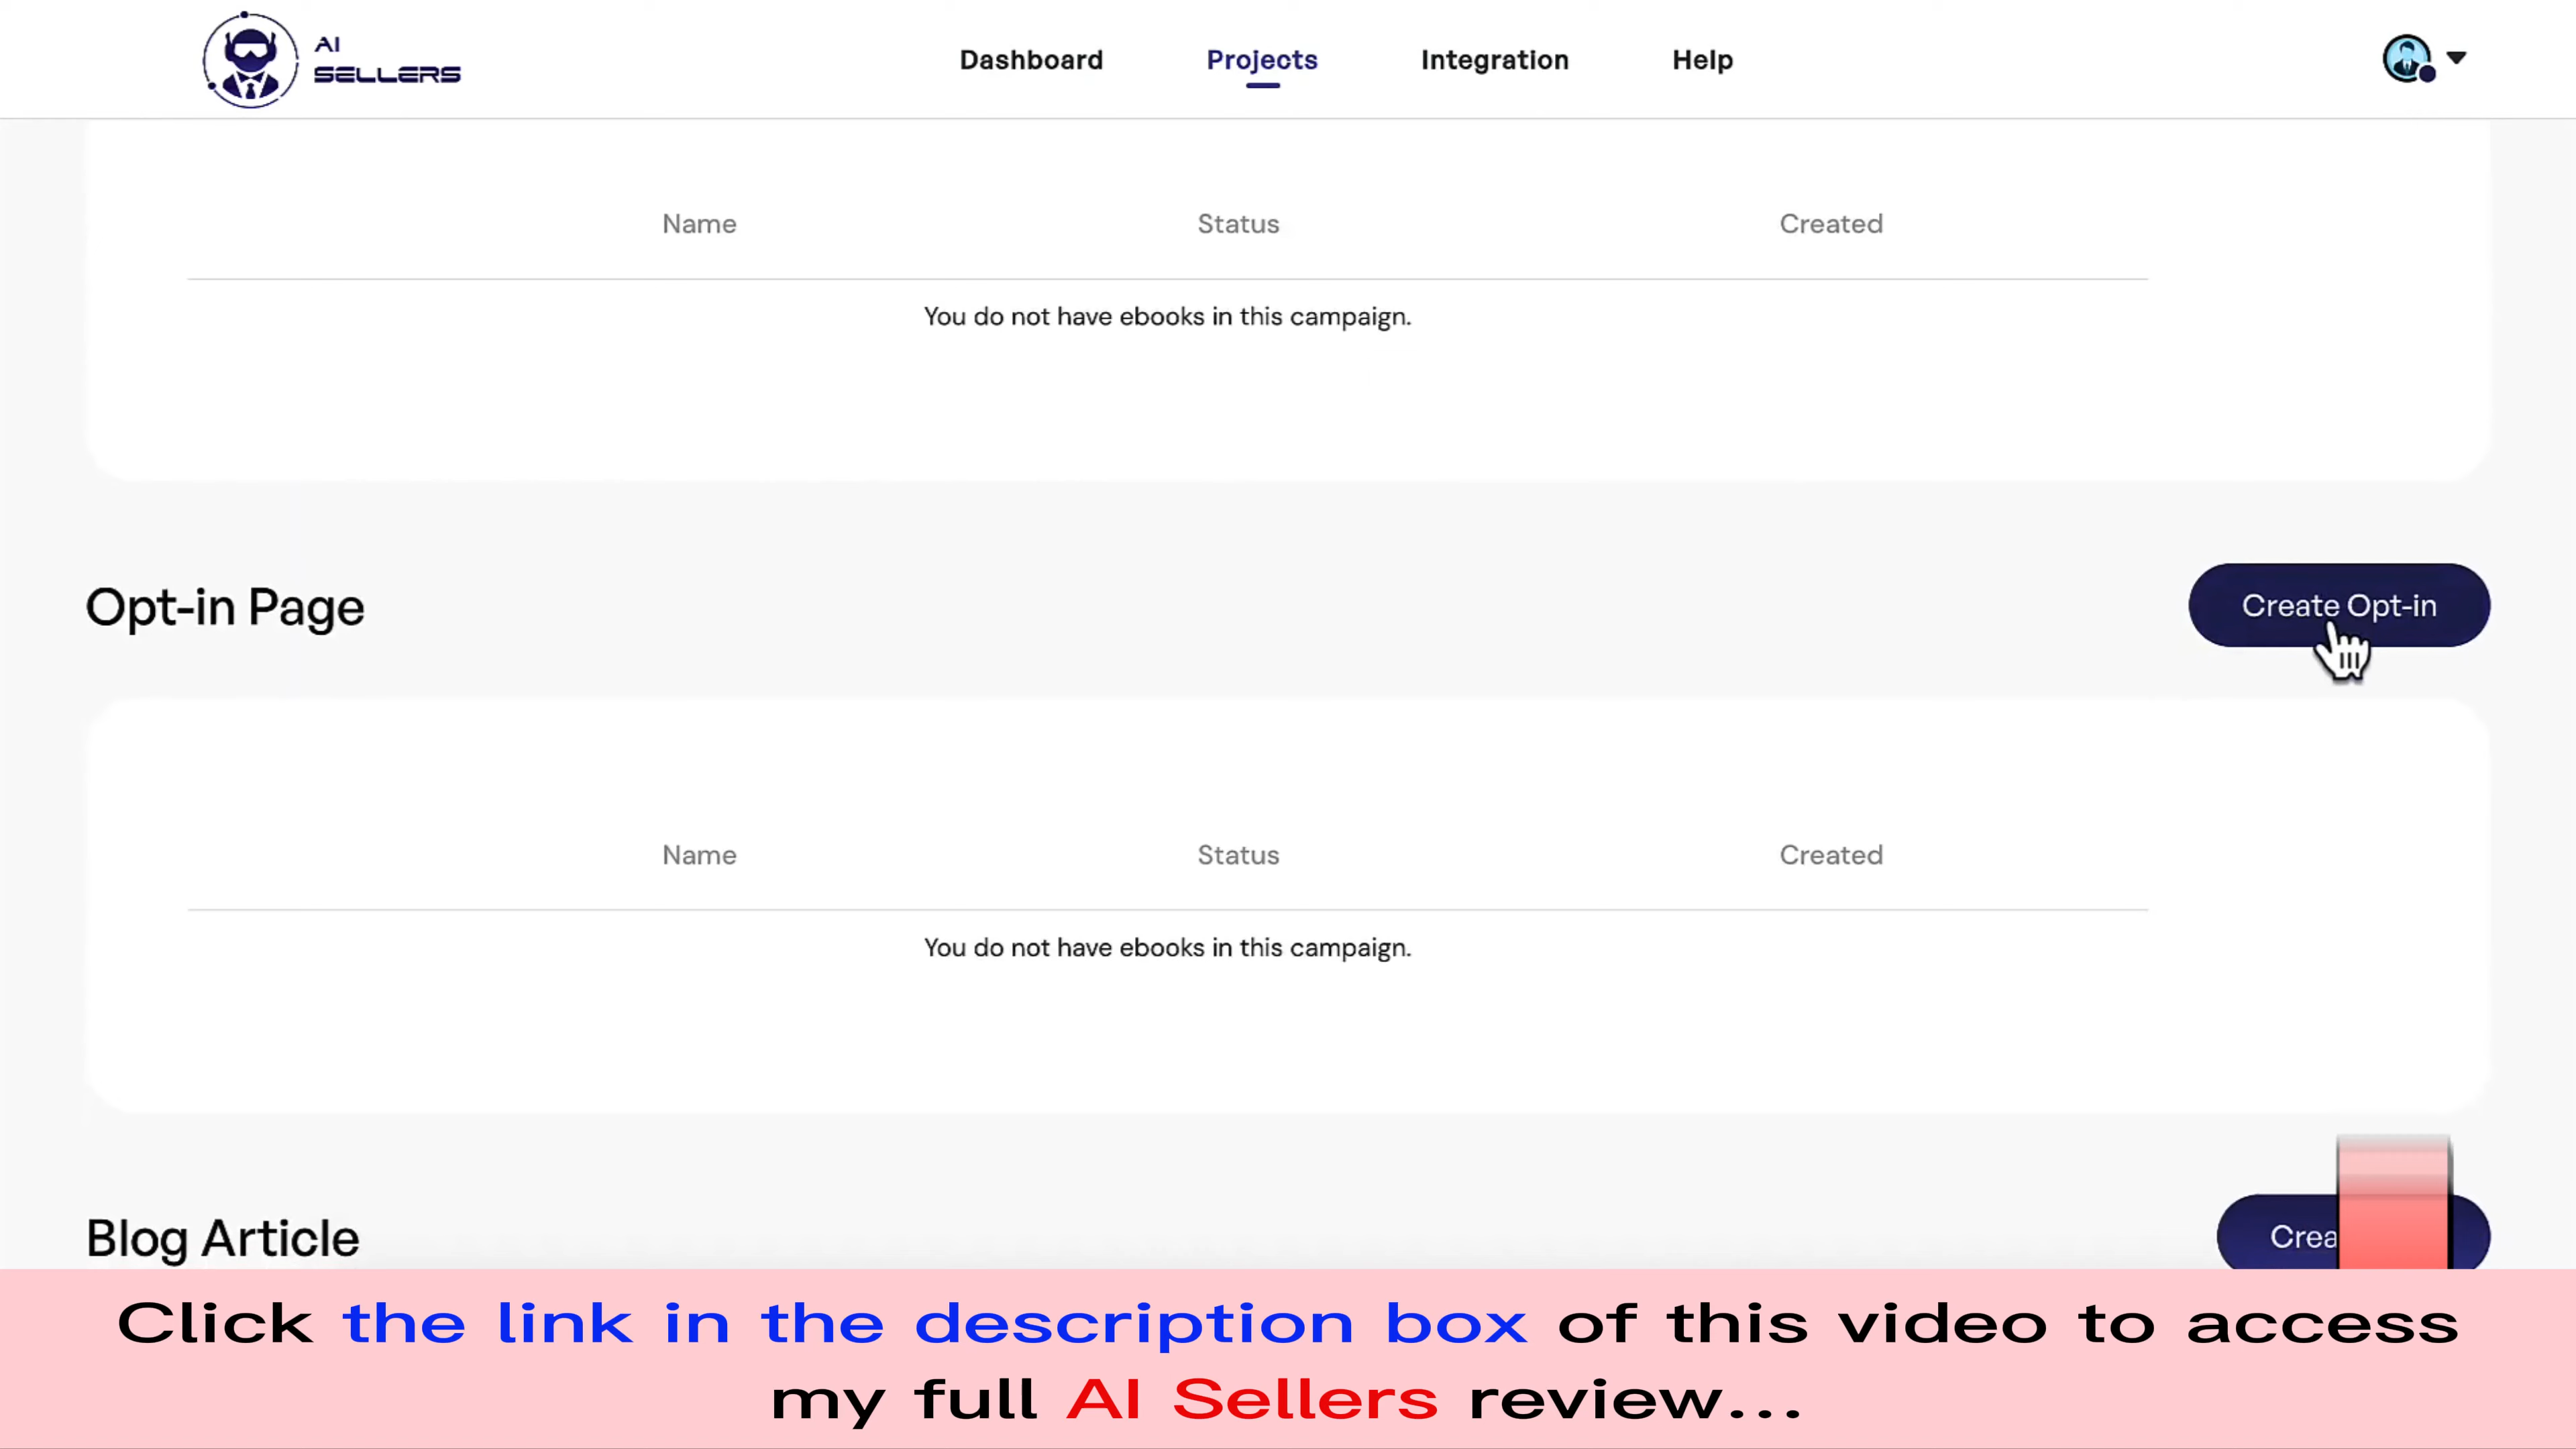 AI
SELLERS
Dashboard
Projects
Integration
Help
Name
Status
Created
You do not have ebooks in this campaign.
Opt-in Page
Create Opt-in
Name
Status
Created
You do not have ebooks in this campaign.
Blog Article
Click the link in the description box of this video to access
my full AI Sellers review...